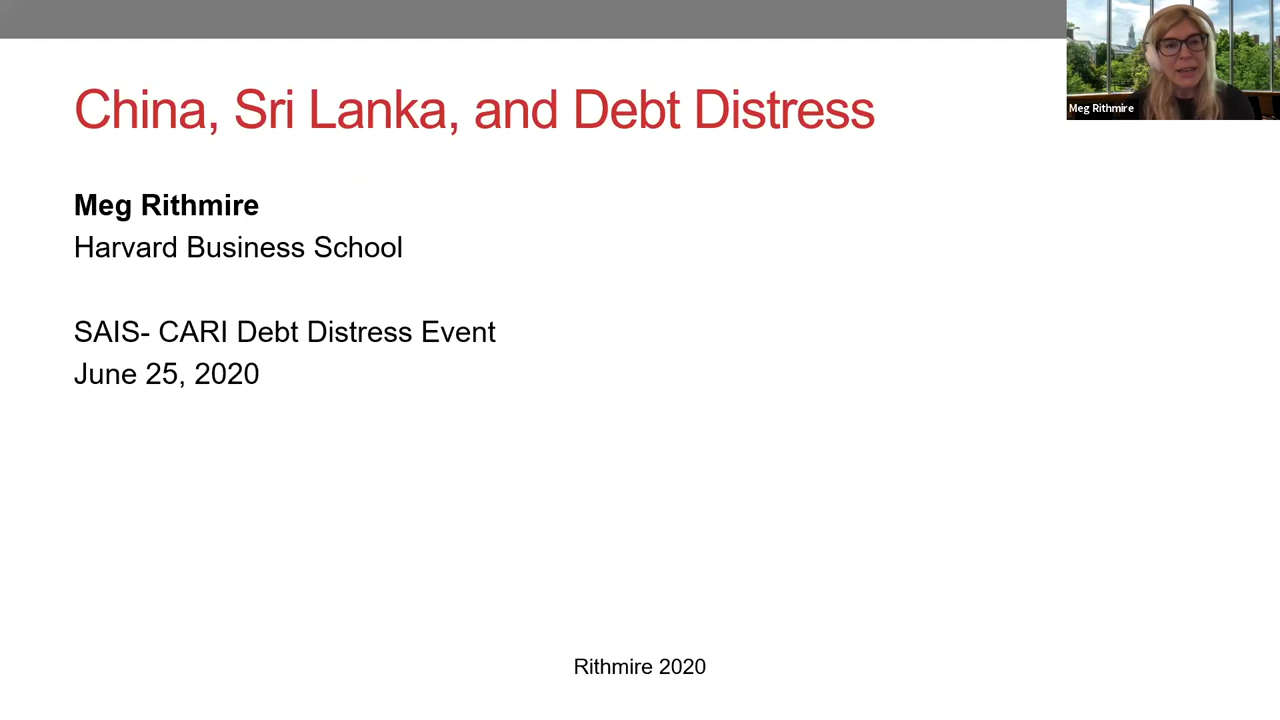 Meg Rithmire
China, Sri Lanka, and Debt Distress
Meg Rithmire
Harvard Business School
SAIS- CARI Debt Distress Event
June 25, 2020
Rithmire 2020